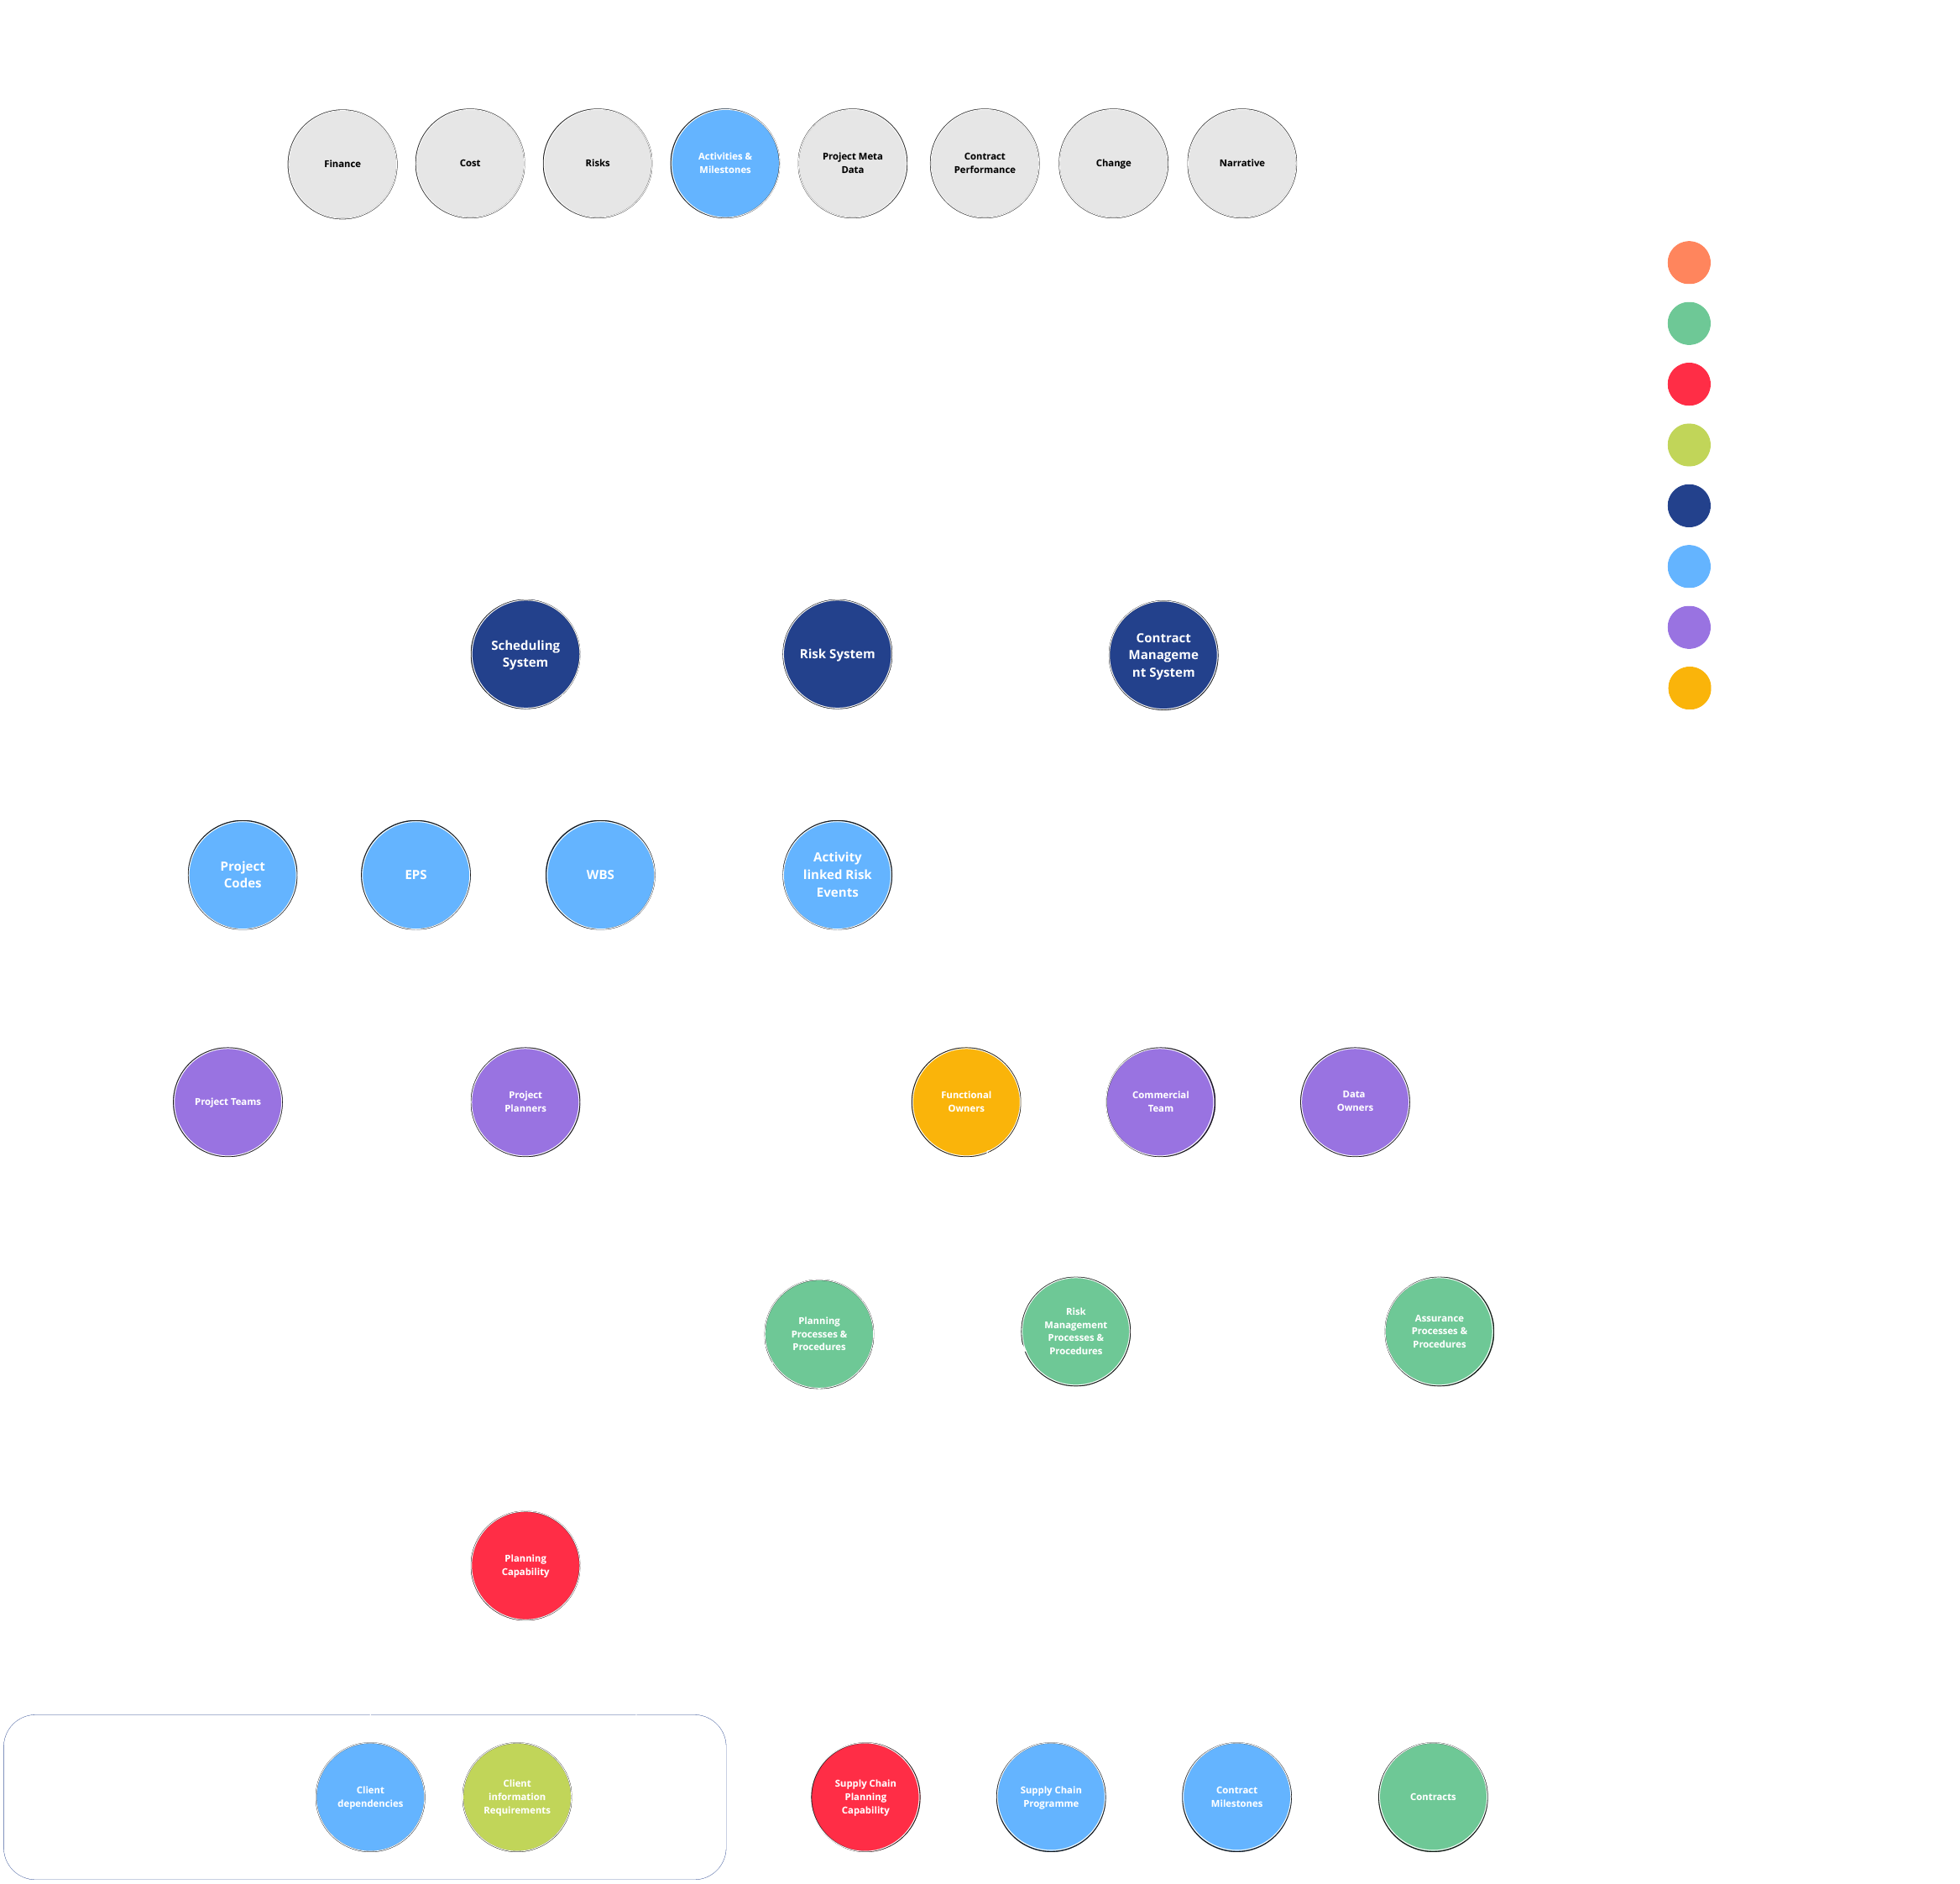 Finance
Cost
Risks
Activities &
Milestones
Project Meta
Data
Contract
Performance
Change
Narrative
Scheduling
System
Risk System
Contract
Manageme
nt System
Project
Codes
EPS
WBS
Activity
linked Risk
Events
Project Teams
Project
Planners
Functional
Owners
Commercial
Team
Data
Owners
Planning
Processes &
Procedures
Risk
Management
Processes &
Procedures
Assurance
Processes &
Procedures
Planning
Capability
Client
dependencies
Client
information
Requirements
Supply Chain
Planning
Capability
Supply Chain
Programme
Contract
Milestones
Contracts